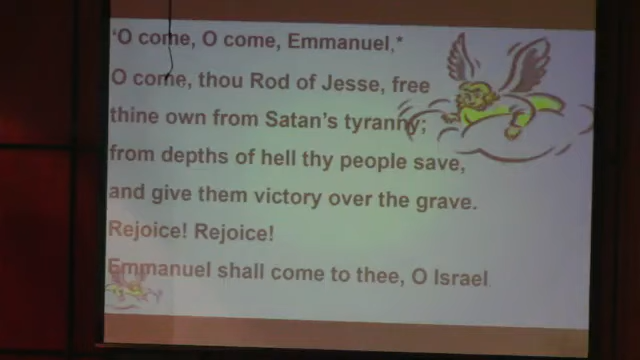 'O come, O come, Emmanuel,*
O come, thou Rod of Jesse, free
thine own from Satan's tyranny;
from depths of hell thy people save,
and give them victory over the grave.
Rejoice! Rejoice!
Emmanuel shall come to thee, O Israel